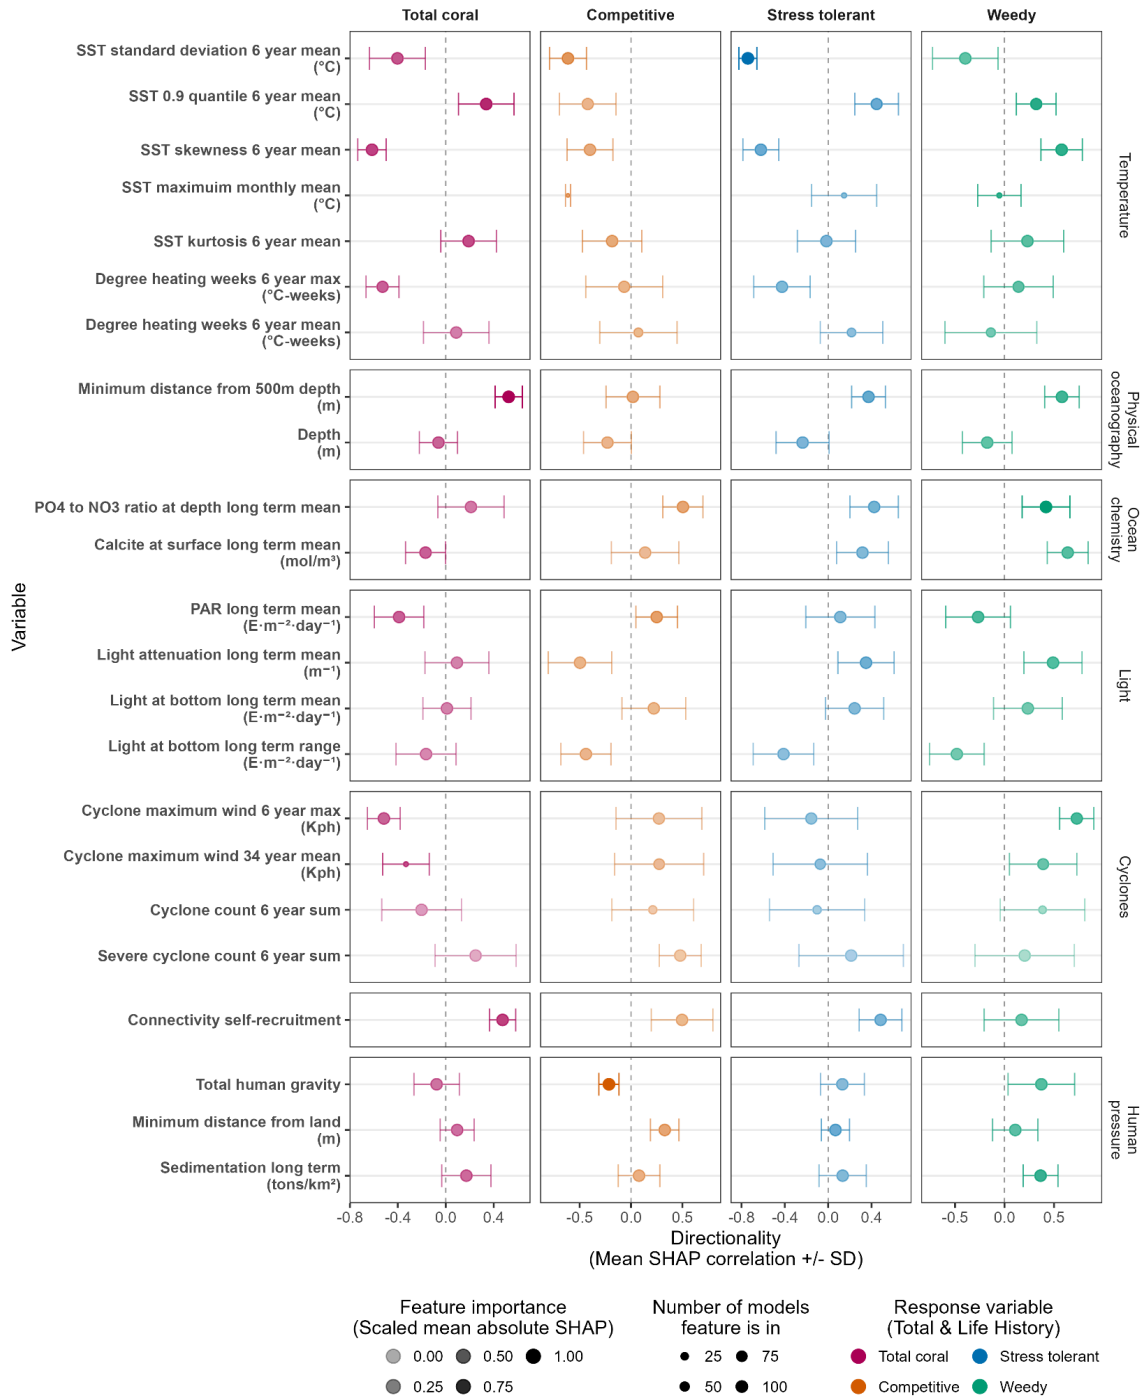 Total coral Competitive Stress tolerant Weedy
SST standard deviation 6 year mean
(°C)
SST 0.9 quantile 6 year mean
(°C)
SST skewness 6 year mean
SST maximuim monthly mean
(°C)
SST kurtosis 6 year mean
Degree heating weeks 6 year max
(°C-weeks)
Degree heating weeks 6 year mean
(°C-weeks)
Temperature
Minimum distance from 500m depth
(m)
Depth
(m)
Physical
oceanography
PO4 to NO3 ratio at depth long term mean
Calcite at surface long term mean
(mol/m³)
Ocean
chemistry
Variable
PAR long term mean
(E·m⁻²·day⁻¹)
Light attenuation long term mean
(m⁻¹)
Light at bottom long term mean
(E·m⁻²·day⁻¹)
Light at bottom long term range
(E·m⁻²·day⁻¹)
Light
Cyclone maximum wind 6 year max
(Kph)
Cyclone maximum wind 34 year mean
(Kph)
Cyclone count 6 year sum
Severe cyclone count 6 year sum
Cyclones
Connectivity self-recruitment
Total human gravity
Minimum distance from land
(m)
Sedimentation long term
(tons/km²)
Human
pressure
-0.8 -0.4 0.0 0.4 -0.5 0.0 0.5 -0.8 -0.4 0.0 0.4 -0.5 0.0 0.5
Directionality
(Mean SHAP correlation +/- SD)
Feature importance
(Scaled mean absolute SHAP)
0.00 0.50 1.00
0.25 0.75
Number of models
feature is in
25 75
50 100
Response variable
(Total & Life History)
Total coral Stress tolerant
Competitive Weedy